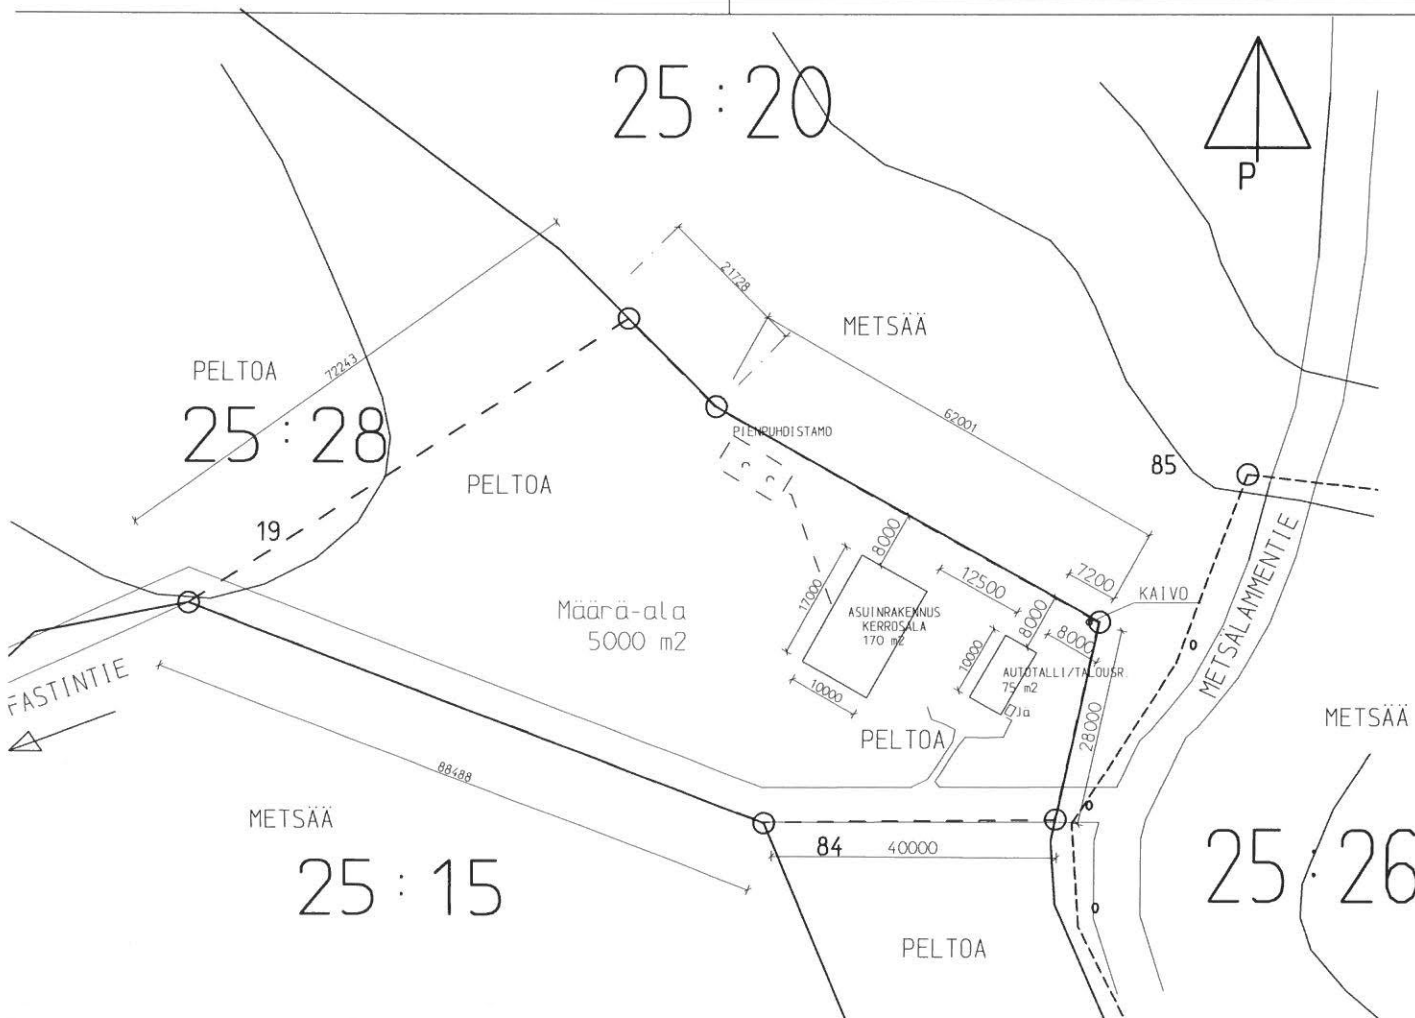 25:20
P
21728
METSÄÄ
PELTOA
72243
25:28
62001
PIENPUHDISTAMO
85
PELTOA
19
8000
12500
7200
KAIVO
METSÄLAMMENTIE
17000
Määrä-ala
5000 m2
ASUINRAKENNUS
KERROSALA
170 m2
8000
8000
10000
AUTOTALLI/TALOUSR.
75 m2
10000
Jä
FASTINTIE
PELTOA
28000
METSÄÄ
88488
METSÄÄ
84
40000
25:15
25:26
PELTOA